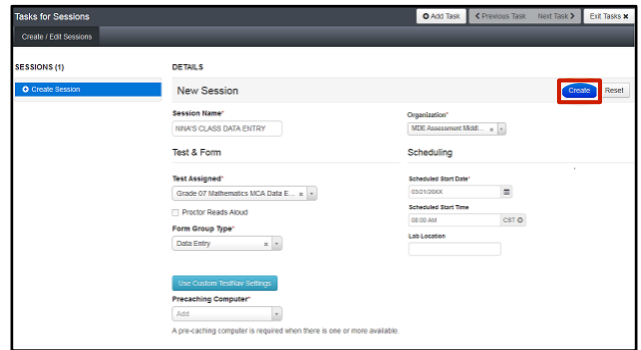 Tasks for Sessions
Add Task
Previous Task
Next Task
Exit Tasks ×
Create / Edit Sessions
SESSIONS (1)
DETAILS
Create Session
New Session
Create
Reset
Session Name*
Organization*
NINA'S CLASS DATA ENTRY
MDE Assessment Middl... x
Test & Form
Scheduling
Test Assigned*
Scheduled Start Date*
Grade 07 Mathematics MCA Data E... x
03/21/20XX
Proctor Reads Aloud
Scheduled Start Time
08:00 AM
CST
Form Group Type*
Lab Location
Data Entry x
Use Custom TestNav Settings
Precaching Computer*
Add
A pre-caching computer is required when there is one or more available.